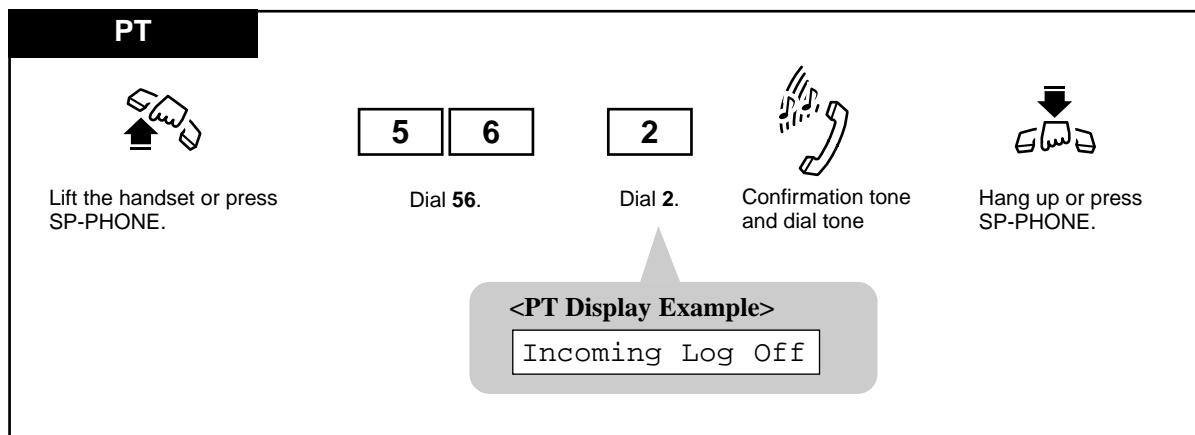 PT
5 6 2
Lift the handset or press
SP-PHONE.
Dial 56.
Dial 2.
Confirmation tone
and dial tone
Hang up or press
SP-PHONE.
<PT Display Example>
Incoming Log Off